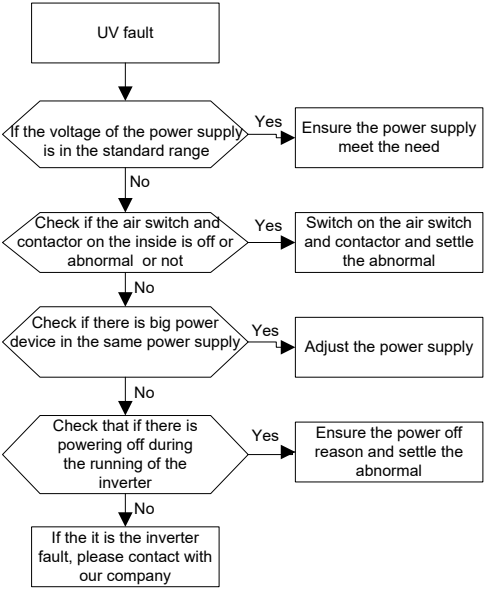 UV fault
If the voltage of the power supply
is in the standard range
Yes
Ensure the power supply
meet the need
No
Check if the air switch and
contactor on the inside is off or
abnormal or not
Yes
Switch on the air switch
and contactor and settle
the abnormal
No
Check if there is big power
device in the same power supply
Yes
Adjust the power supply
No
Check that if there is
powering off during
the running of the
inverter
Yes
Ensure the power off
reason and settle the
abnormal
No
If the it is the inverter
fault, please contact with
our company